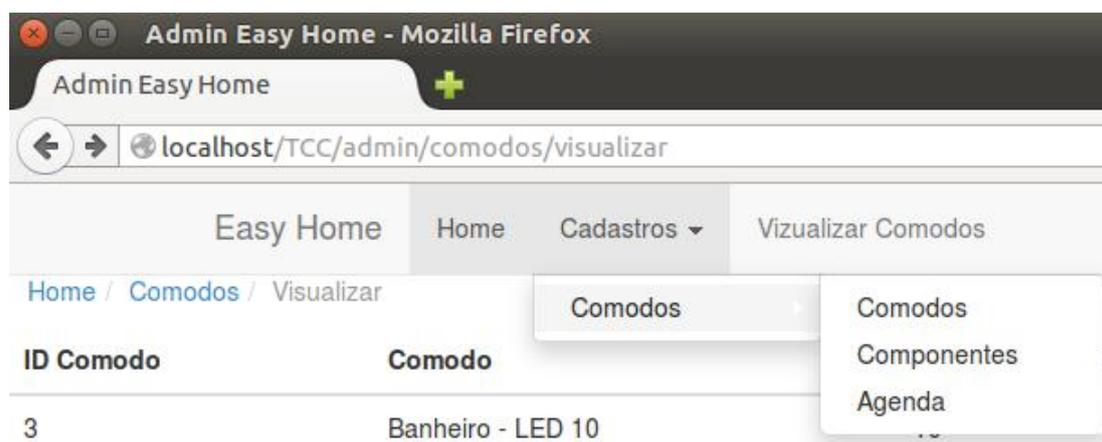 Admin Easy Home - Mozilla Firefox
Admin Easy Home
localhost/TCC/admin/comodos/visualizar
Easy Home Home Cadastros Vizualizar Comodos
Home / Comodos / Visualizar
Comodos
Comodos
Componentes
Agenda
ID Comodo Comodo
3 Banheiro - LED 10